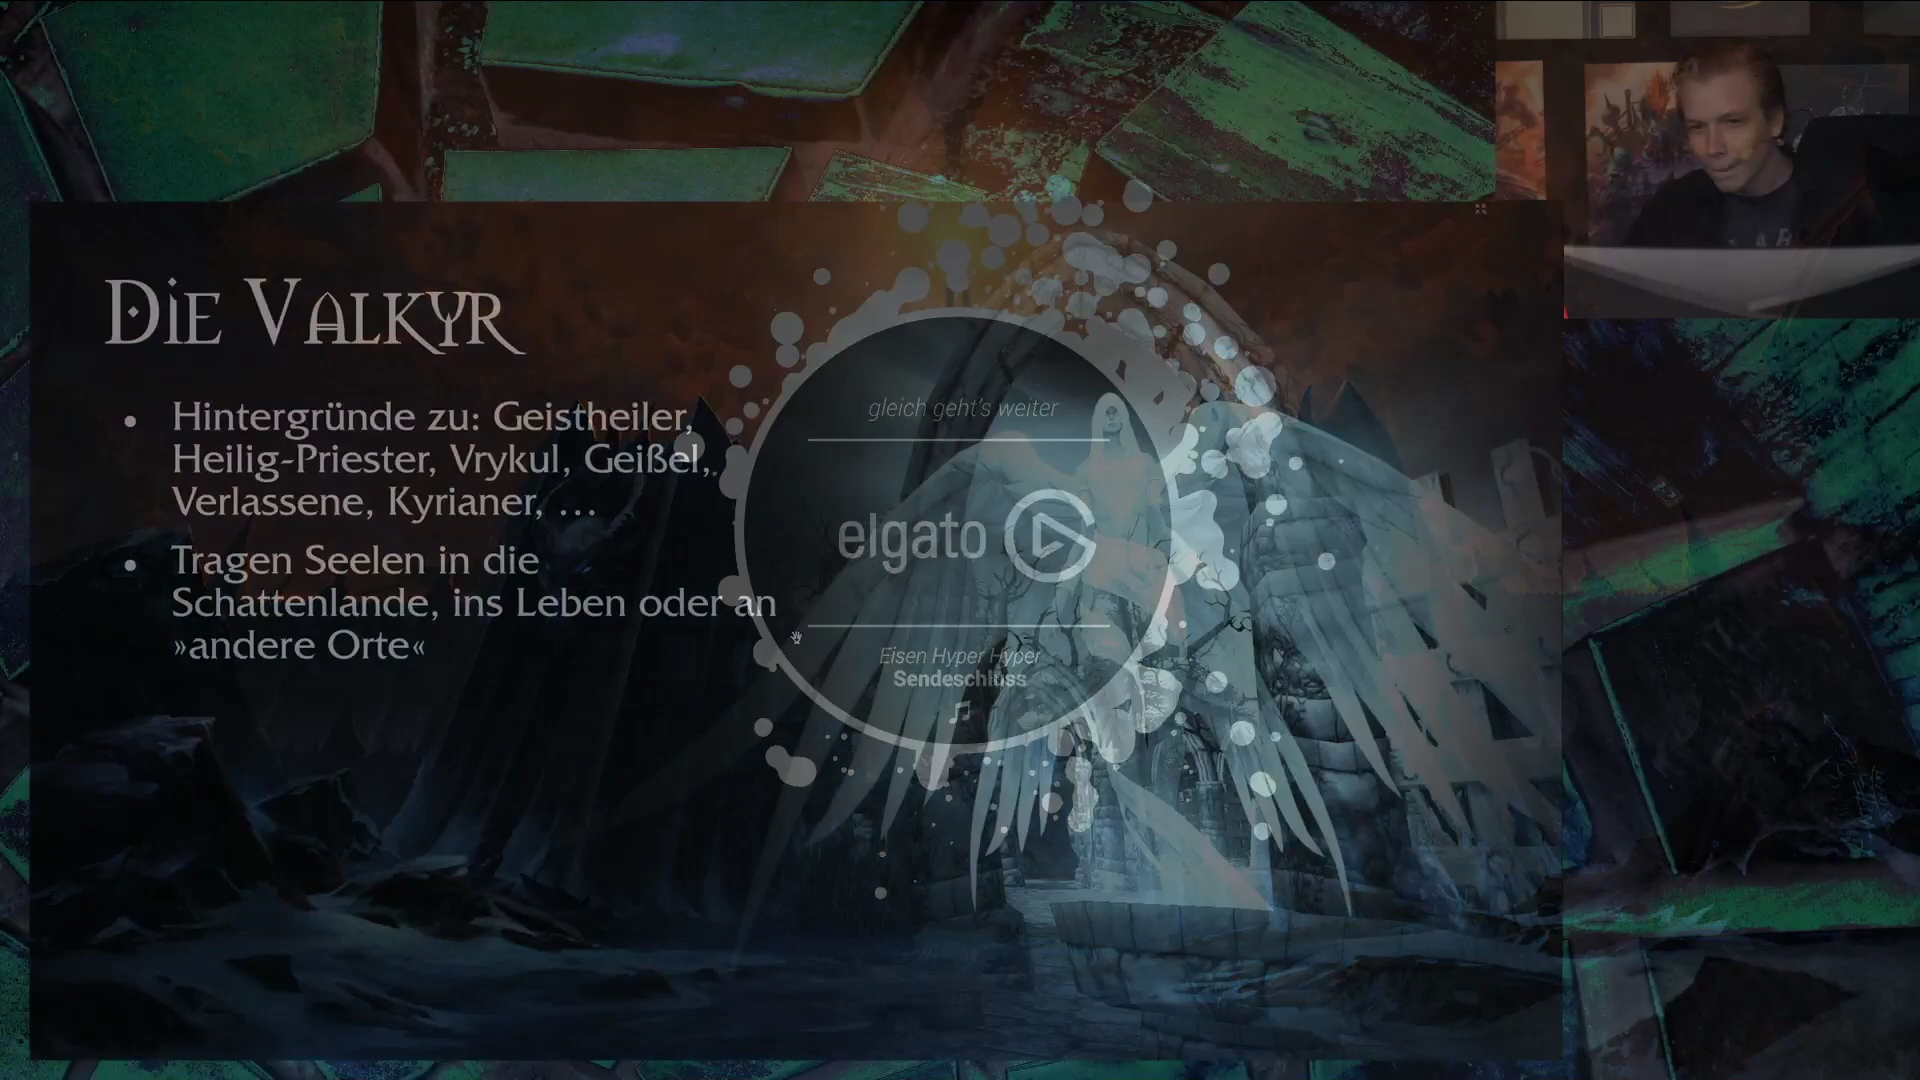 Die Valkyr
• Hintergründe zu: Geistheiler,
Heilig-Priester, Vrykul, Geißel,
Verlassene, Kyrianer, …
• Tragen Seelen in die
Schattenlande, ins Leben oder an
»andere Orte«
gleich geht's weiter
elgato
Eisen Hyper Hyper
Sendeschluss